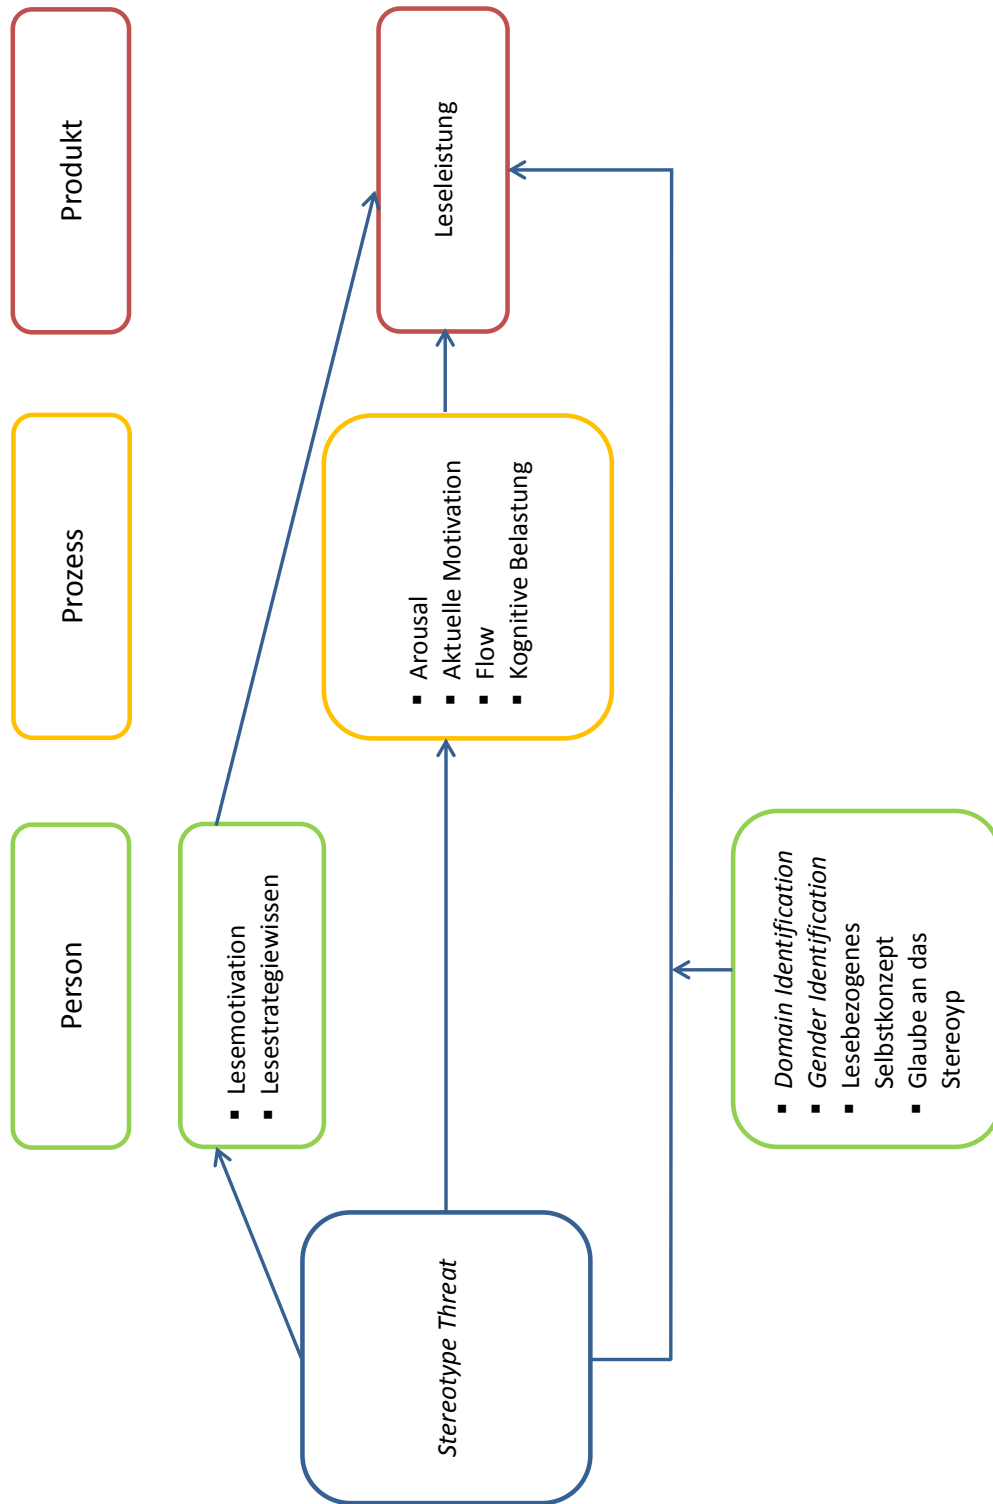 Person
Prozess
Produkt
Stereotype Threat
▪ Lesemotivation
▪ Lesestrategiewissen
▪ Arousal
▪ Aktuelle Motivation
▪ Flow
▪ Kognitive Belastung
Leseleistung
▪ Domain Identification
▪ Gender Identification
▪ Lesebezogenes
Selbstkonzept
▪ Glaube an das
Stereoyp